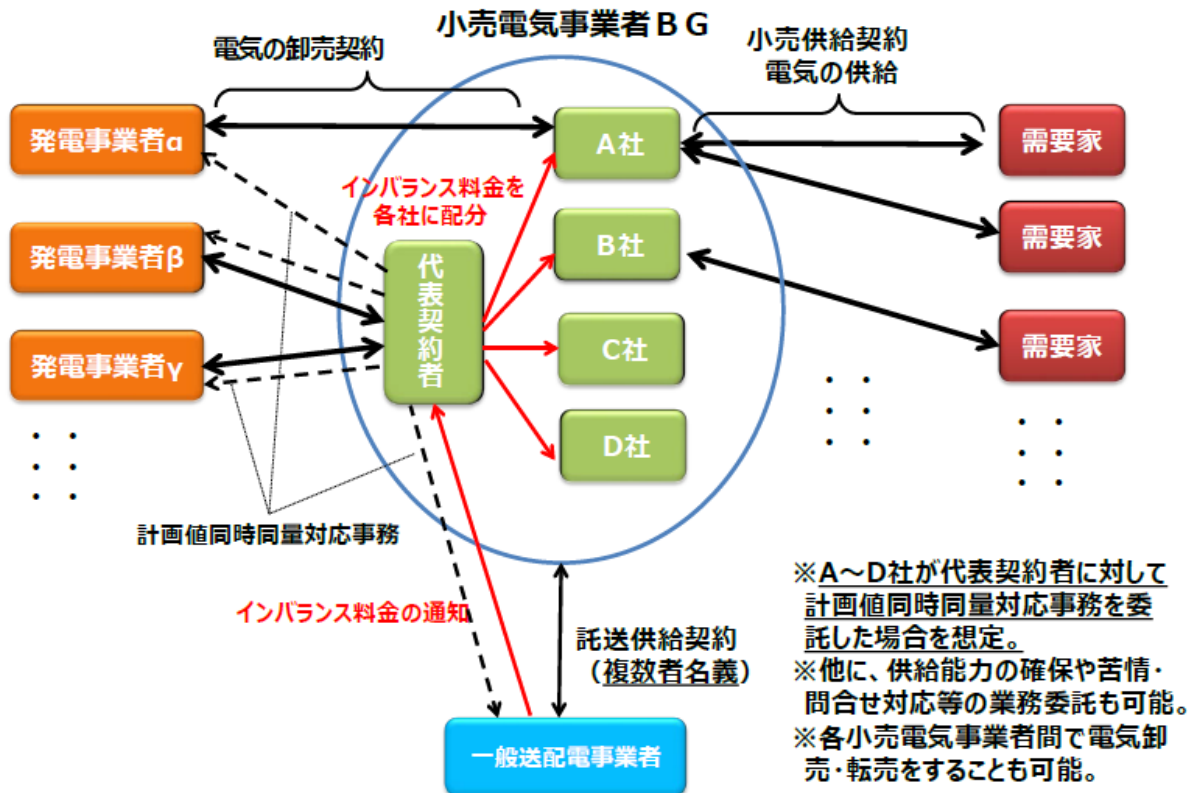 小売電気事業者BG
電気の卸売契約
小売供給契約
電気の供給
発電事業者α
発電事業者β
発電事業者γ
インバランス料金を
各社に配分
代表契約者
A社
B社
C社
D社
需要家
需要家
需要家
計画値同時同量対応事務
インバランス料金の通知
託送供給契約
（複数者名義）
一般送配電事業者
※A～D社が代表契約者に対して
計画値同時同量対応事務を委
託した場合を想定。
※他に、供給能力の確保や苦情・
問合せ対応等の業務委託も可能。
※各小売電気事業者間で電気卸
売・転売をすることも可能。